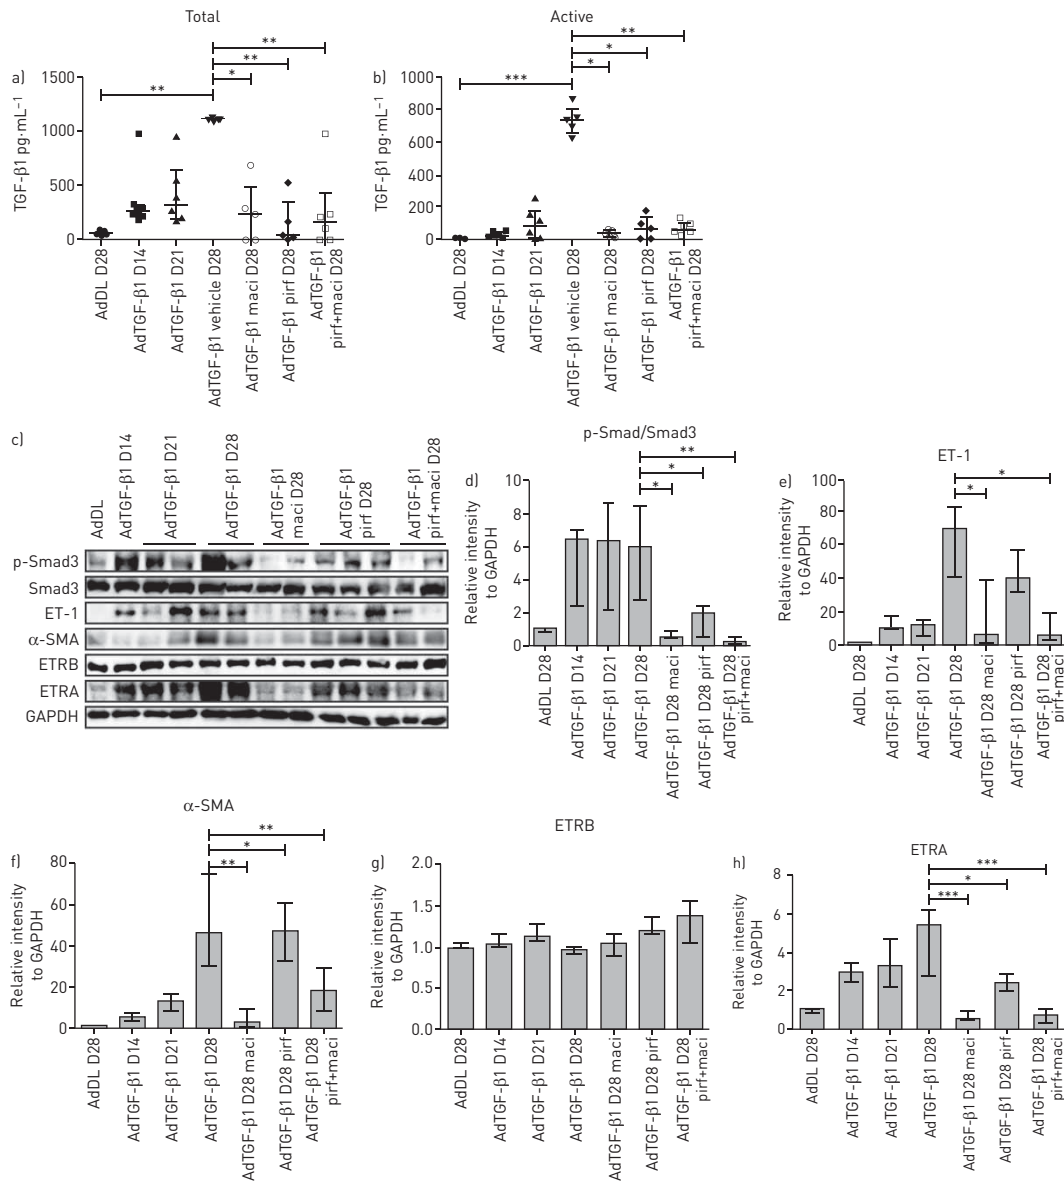 Total
a)
**
**
*
**
1500
1000
500
0
TGF-β1 pg·mL⁻¹
AdDL D28
AdTGF-β1 D14
AdTGF-β1 D21
AdTGF-β1 vehicle D28
AdTGF-β1 maci D28
AdTGF-β1 pirf D28
AdTGF-β1
pirf+maci D28
Active
b)
**
*
*
***
1000
800
600
400
200
0
TGF-β1 pg·mL⁻¹
AdDL D28
AdTGF-β1 D14
AdTGF-β1 D21
AdTGF-β1 vehicle D28
AdTGF-β1 maci D28
AdTGF-β1 pirf D28
AdTGF-β1
pirf+maci D28
c)
AdDL
AdTGF-β1 D14
AdTGF-β1 D21
AdTGF-β1 D28
AdTGF-β1
maci D28
AdTGF-β1
pirf D28
AdTGF-β1
pirf+maci D28
p-Smad3
Smad3
ET-1
α-SMA
ETRB
ETRA
GAPDH
p-Smad/Smad3
d)
**
*
*
10
8
6
4
2
0
Relative intensity
to GAPDH
AdDL D28
AdTGF-β1 D14
AdTGF-β1 D21
AdTGF-β1 D28
AdTGF-β1 D28 maci
AdTGF-β1 D28 pirf
AdTGF-β1 D28
pirf+maci
ET-1
e)
*
*
100
80
60
40
20
0
Relative intensity
to GAPDH
AdDL D28
AdTGF-β1 D14
AdTGF-β1 D21
AdTGF-β1 D28
AdTGF-β1 D28 maci
AdTGF-β1 D28 pirf
AdTGF-β1 D28
pirf+maci
α-SMA
f)
**
*
**
80
60
40
20
0
Relative intensity
to GAPDH
AdDL D28
AdTGF-β1 D14
AdTGF-β1 D21
AdTGF-β1 D28
AdTGF-β1 D28 maci
AdTGF-β1 D28 pirf
AdTGF-β1 D28
pirf+maci
ETRB
g)
2.0
1.5
1.0
0.5
0.0
Relative intensity
to GAPDH
AdDL D28
AdTGF-β1 D14
AdTGF-β1 D21
AdTGF-β1 D28
AdTGF-β1 D28 maci
AdTGF-β1 D28 pirf
AdTGF-β1 D28
pirf+maci
ETRA
h)
***
*
***
8
6
4
2
0
Relative intensity
to GAPDH
AdDL D28
AdTGF-β1 D14
AdTGF-β1 D21
AdTGF-β1 D28
AdTGF-β1 D28 maci
AdTGF-β1 D28 pirf
AdTGF-β1 D28
pirf+maci